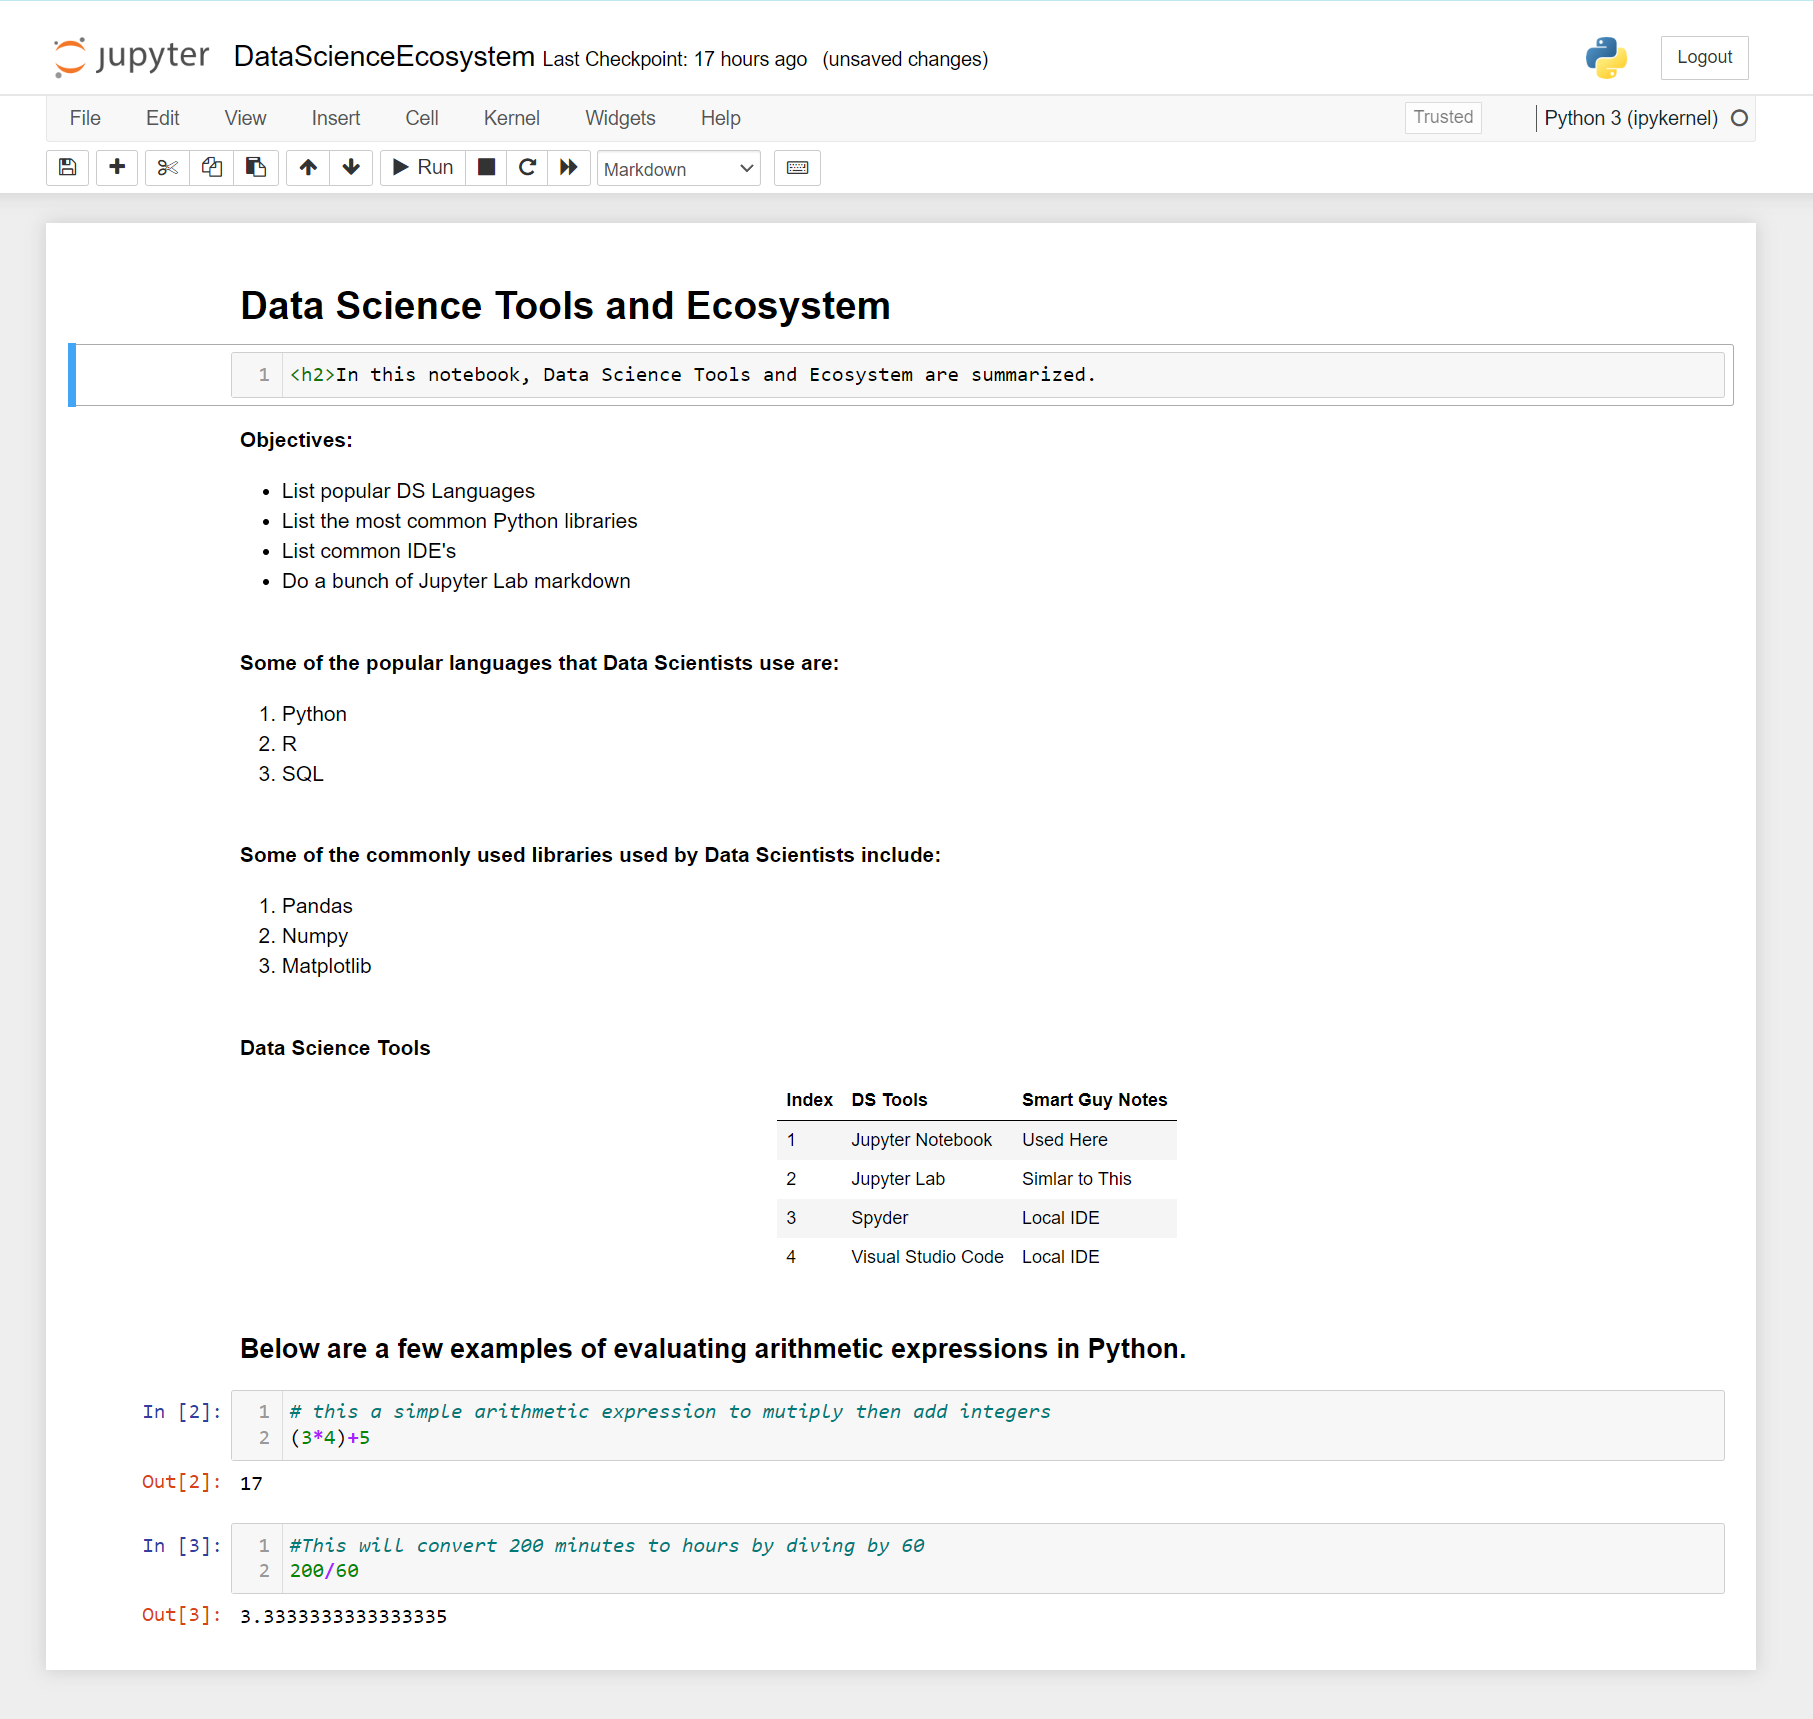 jupyter DataScienceEcosystem Last Checkpoint: 17 hours ago (unsaved changes) Logout
File Edit View Insert Cell Kernel Widgets Help Trusted Python 3 (ipykernel)
Run Markdown
Data Science Tools and Ecosystem
1 <h2>In this notebook, Data Science Tools and Ecosystem are summarized.
Objectives:
• List popular DS Languages
• List the most common Python libraries
• List common IDE's
• Do a bunch of Jupyter Lab markdown
Some of the popular languages that Data Scientists use are:
1. Python
2. R
3. SQL
Some of the commonly used libraries used by Data Scientists include:
1. Pandas
2. Numpy
3. Matplotlib
Data Science Tools
Index DS Tools Smart Guy Notes
1 Jupyter Notebook Used Here
2 Jupyter Lab Simlar to This
3 Spyder Local IDE
4 Visual Studio Code Local IDE
Below are a few examples of evaluating arithmetic expressions in Python.
In [2]: 1 # this a simple arithmetic expression to mutiply then add integers
2 (3*4)+5
Out[2]: 17
In [3]: 1 #This will convert 200 minutes to hours by diving by 60
2 200/60
Out[3]: 3.3333333333333335